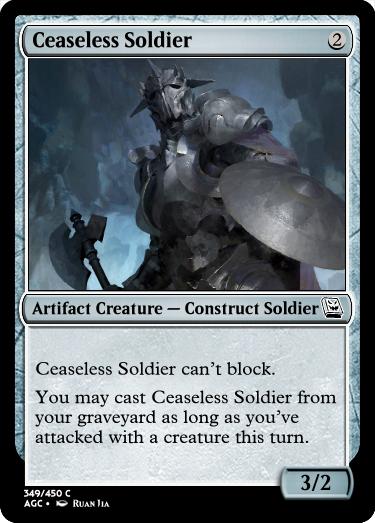 Ceaseless Soldier 2
Artifact Creature — Construct Soldier
Ceaseless Soldier can't block.
You may cast Ceaseless Soldier from
your graveyard as long as you've
attacked with a creature this turn.
3/2
349/450 C
AGC • Ruan Jia